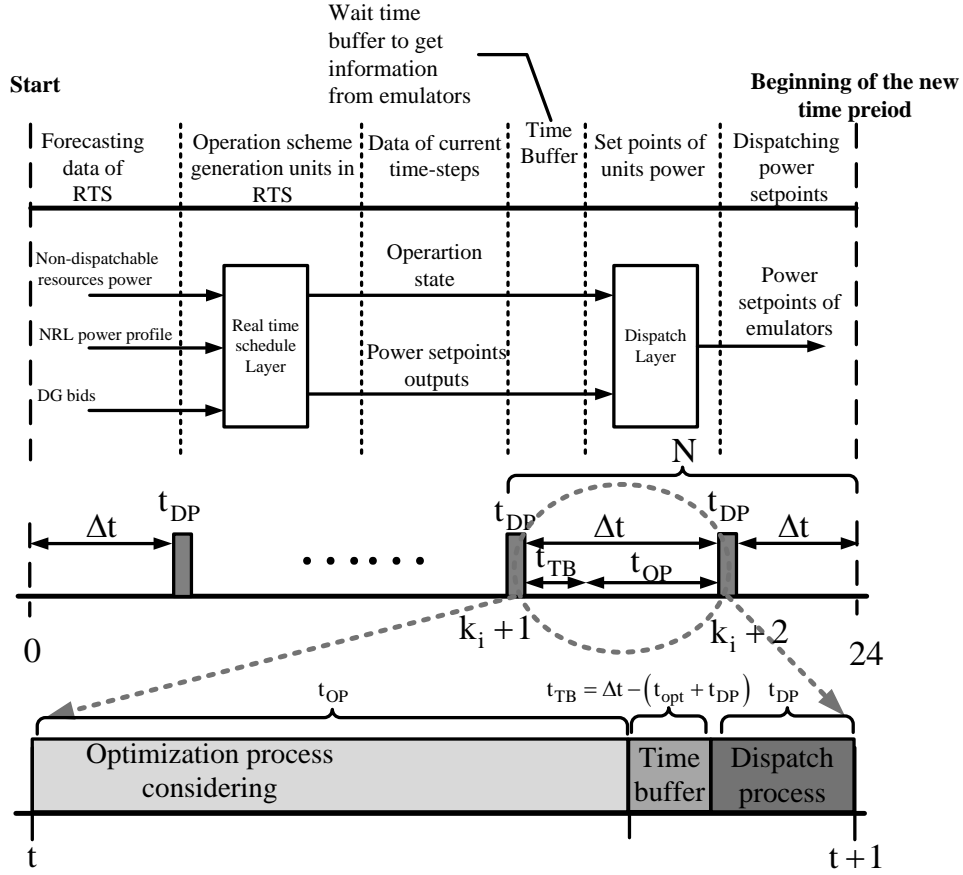 Wait time
buffer to get
information
from emulators
Start
Beginning of the new
time preiod
Forecasting
data of
RTS
Operation scheme
generation units in
RTS
Data of current
time-steps
Time
Buffer
Set points of
units power
Dispatching
power
setpoints
Non-dispatchable
resources power
NRL power profile
DG bids
Real time
schedule
Layer
Operartion
state
Power setpoints
outputs
Dispatch
Layer
Power
setpoints of
emulators
N
Δt
t_DP
......
t_DP
Δt
t_DP
Δt
t_TB
t_OP
0
k_i + 1
k_i + 2
24
t_OP
t_TB = Δt − (t_opt + t_DP)
t_DP
Optimization process
considering
Time
buffer
Dispatch
process
t
t + 1